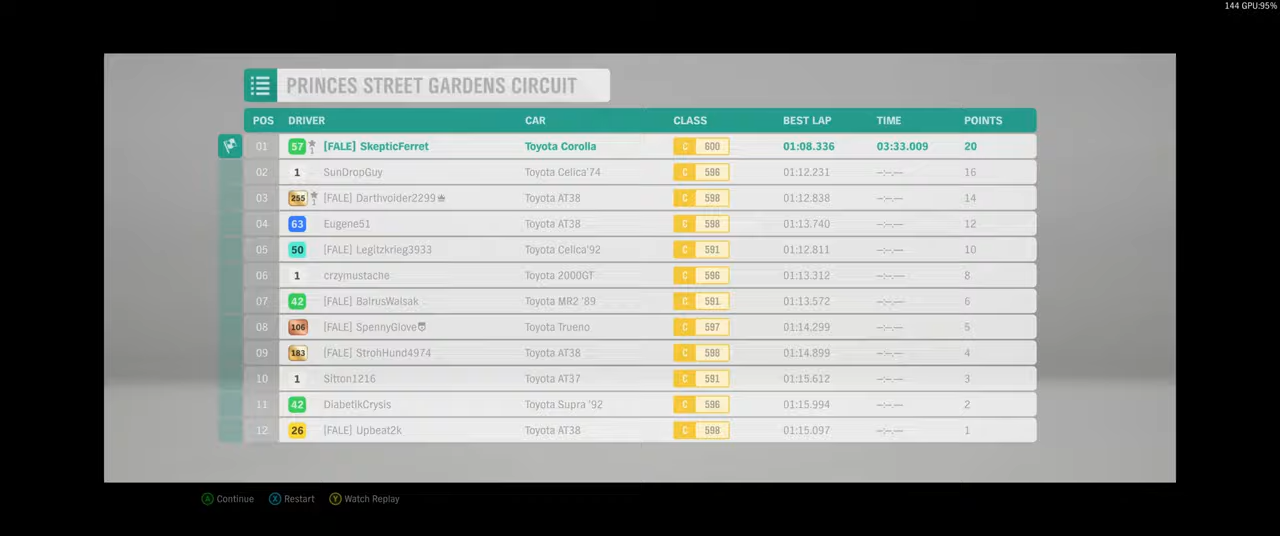 144 GPU:95%
PRINCES STREET GARDENS CIRCUIT
POS DRIVER CAR CLASS BEST LAP TIME POINTS
01 57 1 [FALE] SkepticFerret Toyota Corolla C 600 01:08.336 03:33.009 20
02 1 SunDropGuy Toyota Celica'74 C 596 01:12.231 --:--.--- 16
03 255 1 [FALE] Darthvoider2299 Toyota AT38 C 598 01:12.838 --:--.--- 14
04 63 Eugene51 Toyota AT38 C 598 01:13.740 --:--.--- 12
05 50 [FALE] Legitzkrieg3933 Toyota Celica'92 C 591 01:12.811 --:--.--- 10
06 1 crzymustache Toyota 2000GT C 596 01:13.312 --:--.--- 8
07 42 [FALE] BalrusWalsak Toyota MR2 '89 C 591 01:13.572 --:--.--- 6
08 106 [FALE] SpennyGlove Toyota Trueno C 597 01:14.299 --:--.--- 5
09 183 [FALE] StrohHund4974 Toyota AT38 C 598 01:14.899 --:--.--- 4
10 1 Sitton1216 Toyota AT37 C 591 01:15.612 --:--.--- 3
11 42 DiabetikCrysis Toyota Supra '92 C 596 01:15.994 --:--.--- 2
12 26 [FALE] Upbeat2k Toyota AT38 C 598 01:15.097 --:--.--- 1
A Continue X Restart Y Watch Replay